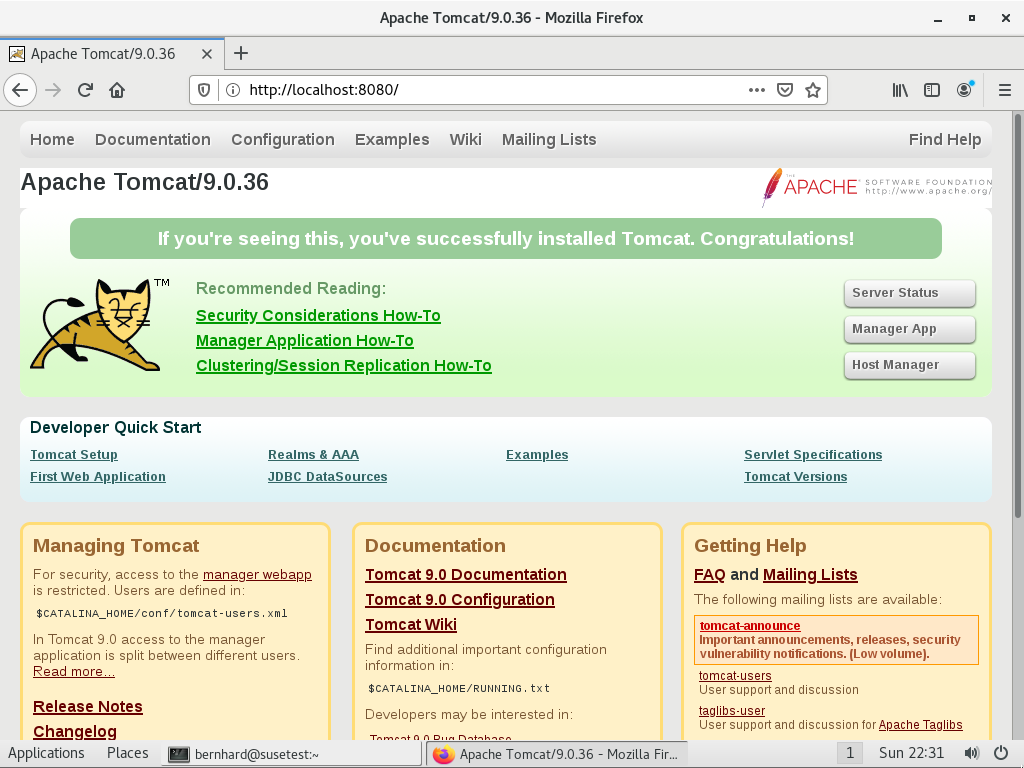 Apache Tomcat/9.0.36 - Mozilla Firefox
Apache Tomcat/9.0.36
http://localhost:8080/
Home Documentation Configuration Examples Wiki Mailing Lists Find Help
Apache Tomcat/9.0.36
THE APACHE™ SOFTWARE FOUNDATION
http://www.apache.org/
If you're seeing this, you've successfully installed Tomcat. Congratulations!
TM
Recommended Reading:
Security Considerations How-To
Manager Application How-To
Clustering/Session Replication How-To
Server Status
Manager App
Host Manager
Developer Quick Start
Tomcat Setup
First Web Application
Realms & AAA
JDBC DataSources
Examples
Servlet Specifications
Tomcat Versions
Managing Tomcat
For security, access to the manager webapp
is restricted. Users are defined in:
$CATALINA_HOME/conf/tomcat-users.xml
In Tomcat 9.0 access to the manager
application is split between different users.
Read more...
Release Notes
Changelog
Documentation
Tomcat 9.0 Documentation
Tomcat 9.0 Configuration
Tomcat Wiki
Find additional important configuration
information in:
$CATALINA_HOME/RUNNING.txt
Developers may be interested in:
Tomcat 9.0 Bug Database
Getting Help
FAQ and Mailing Lists
The following mailing lists are available:
tomcat-announce
Important announcements, releases, security
vulnerability notifications. (Low volume).
tomcat-users
User support and discussion
taglibs-user
User support and discussion for Apache Taglibs
Applications Places bernhard@susetest:~ Apache Tomcat/9.0.36 - Mozilla Fir... 1 Sun 22:31